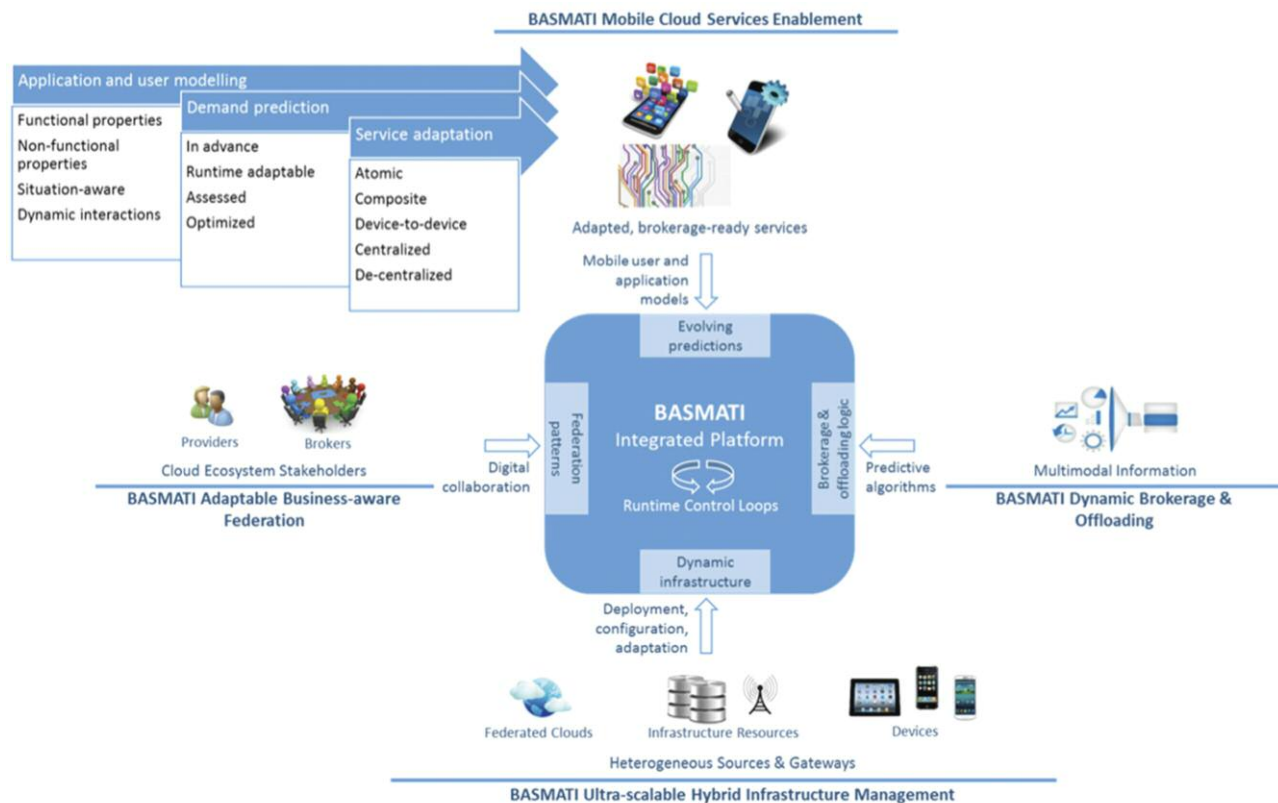 BASMATI Mobile Cloud Services Enablement
Application and user modelling
Functional properties
Non-functional
properties
Situation-aware
Dynamic interactions
Demand prediction
In advance
Runtime adaptable
Assessed
Optimized
Service adaptation
Atomic
Composite
Device-to-device
Centralized
De-centralized
Adapted, brokerage-ready services
Mobile user and
application
models
Evolving
predictions
Providers
Brokers
Cloud Ecosystem Stakeholders
BASMATI Adaptable Business-aware
Federation
Digital
collaboration
Federation
patterns
BASMATI
Integrated Platform
Runtime Control Loops
Brokerage &
offloading logic
Predictive
algorithms
Multimodal Information
BASMATI Dynamic Brokerage &
Offloading
Dynamic
infrastructure
Deployment,
configuration,
adaptation
Federated Clouds
Infrastructure Resources
Devices
Heterogeneous Sources & Gateways
BASMATI Ultra-scalable Hybrid Infrastructure Management